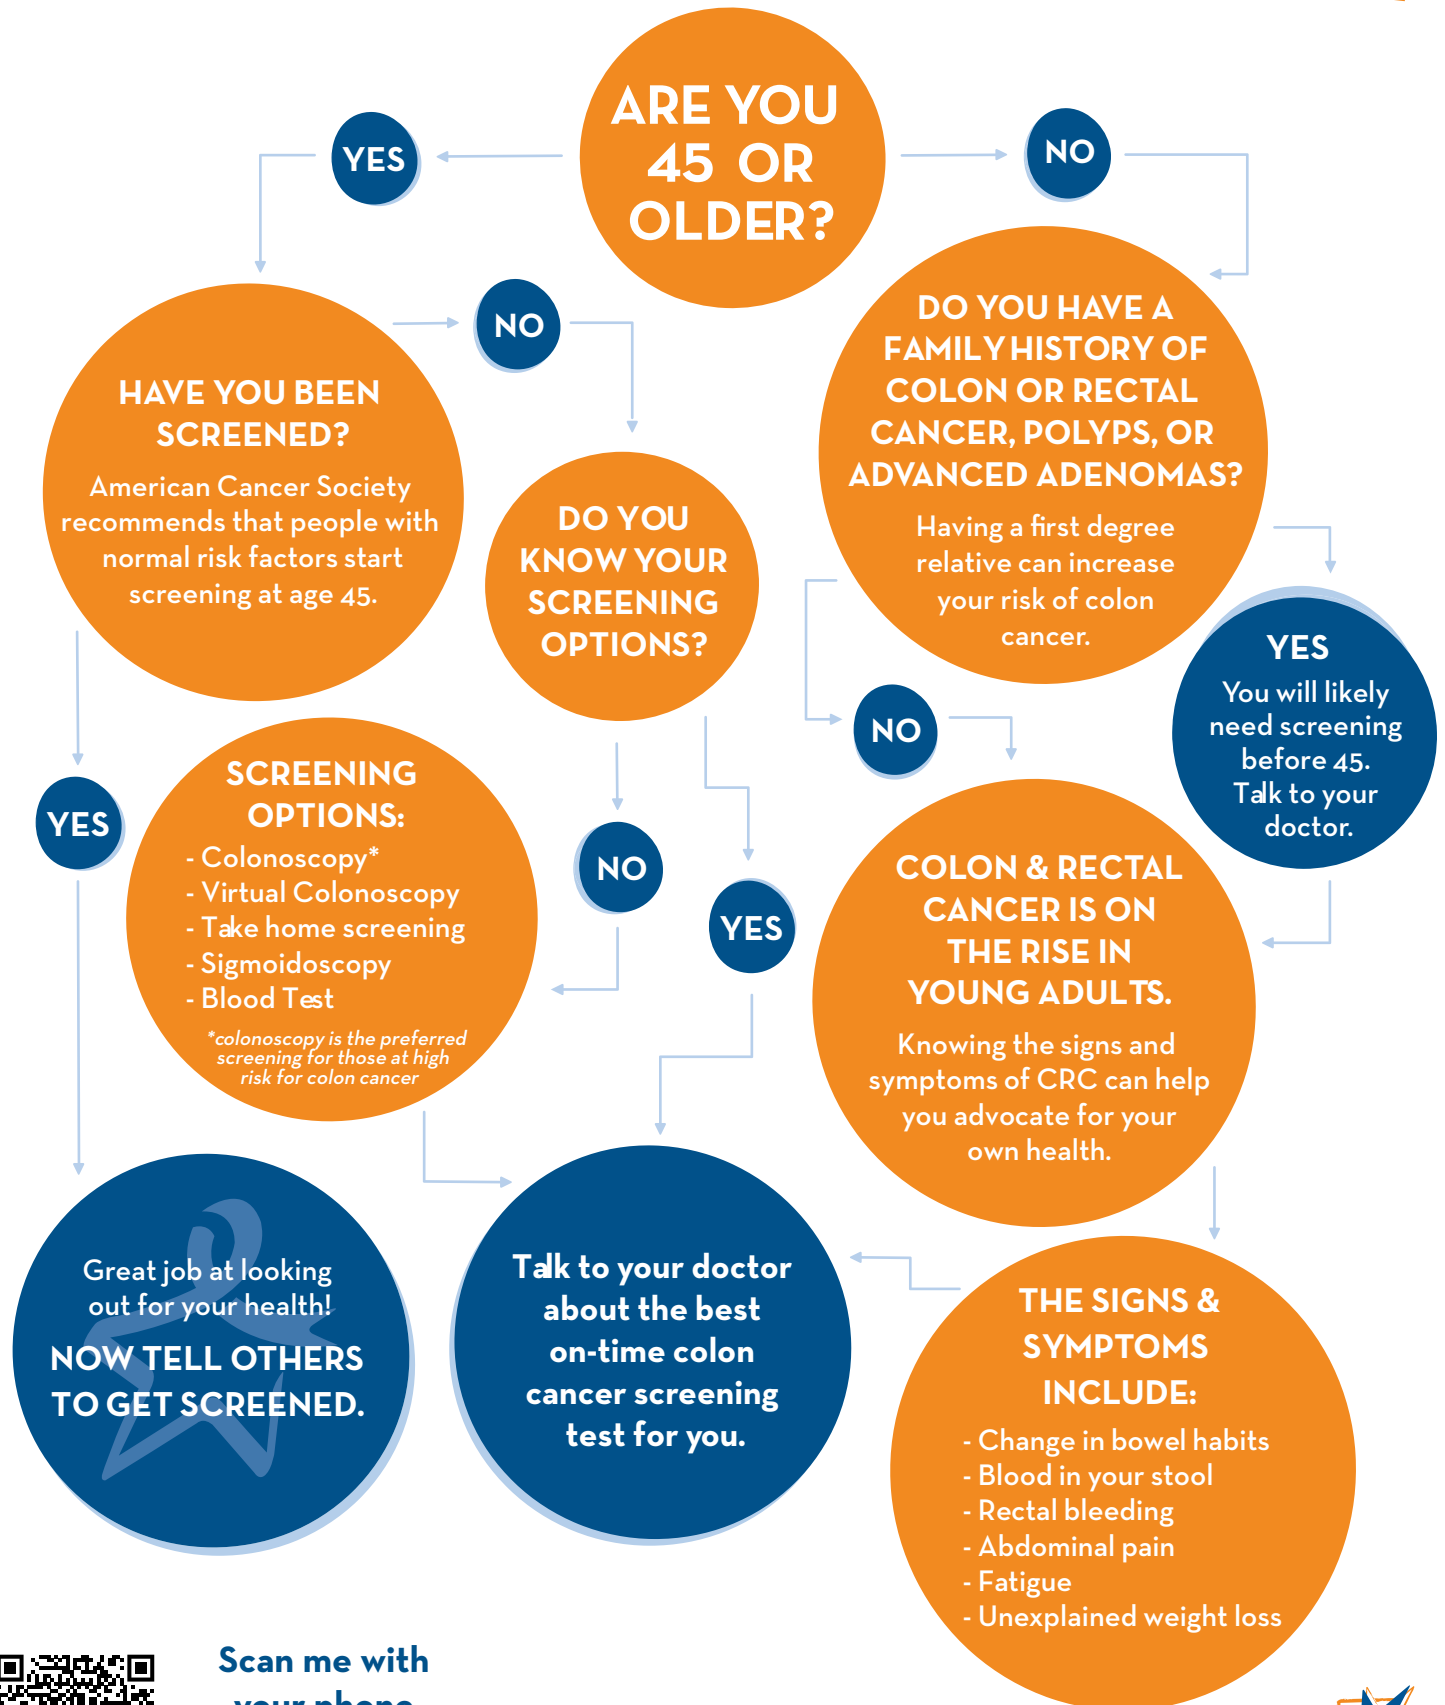 ARE YOU
45 OR
OLDER?
YES
NO
HAVE YOU BEEN
SCREENED?
American Cancer Society
recommends that people with
normal risk factors start
screening at age 45.
NO
DO YOU HAVE A
FAMILY HISTORY OF
COLON OR RECTAL
CANCER, POLYPS, OR
ADVANCED ADENOMAS?
Having a first degree
relative can increase
your risk of colon
cancer.
DO YOU
KNOW YOUR
SCREENING
OPTIONS?
YES
You will likely
need screening
before 45.
Talk to your
doctor.
NO
YES
SCREENING
OPTIONS:
- Colonoscopy*
- Virtual Colonoscopy
- Take home screening
- Sigmoidoscopy
- Blood Test
*colonoscopy is the preferred
screening for those at high
risk for colon cancer
NO
YES
COLON & RECTAL
CANCER IS ON
THE RISE IN
YOUNG ADULTS.
Knowing the signs and
symptoms of CRC can help
you advocate for your
own health.
Great job at looking
out for your health!
NOW TELL OTHERS
TO GET SCREENED.
Talk to your doctor
about the best
on-time colon
cancer screening
test for you.
THE SIGNS &
SYMPTOMS
INCLUDE:
- Change in bowel habits
- Blood in your stool
- Rectal bleeding
- Abdominal pain
- Fatigue
- Unexplained weight loss
Scan me with
your phone